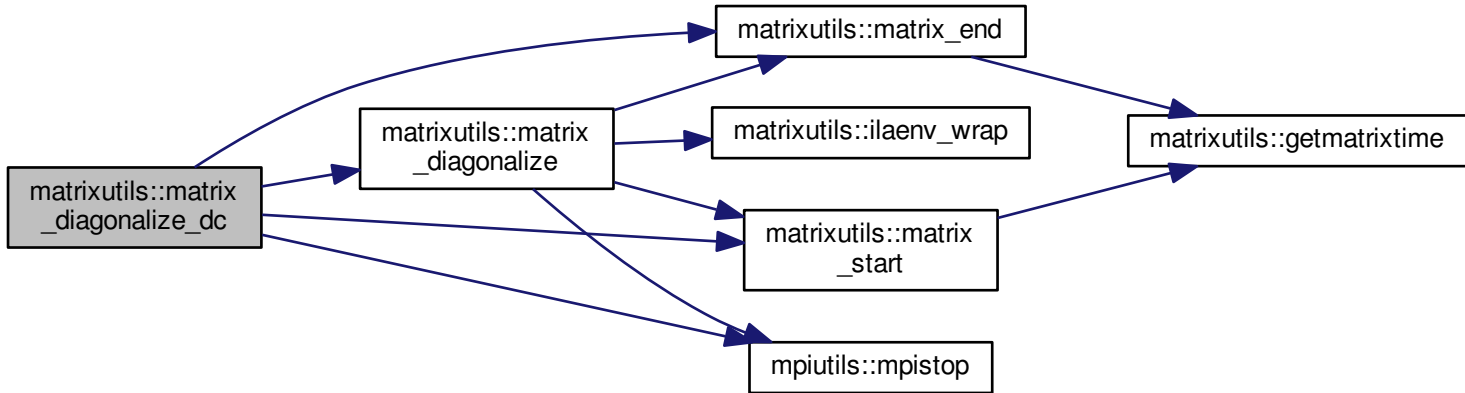 matrixutils::matrix
_diagonalize_dc
matrixutils::matrix
_diagonalize
matrixutils::matrix_end
matrixutils::ilaenv_wrap
matrixutils::matrix
_start
mpiutils::mpistop
matrixutils::getmatrixtime